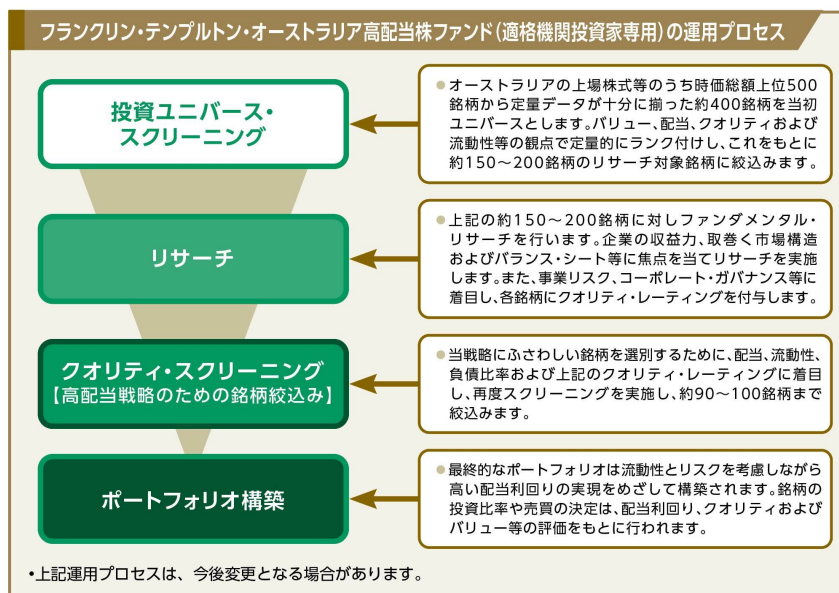 フランクリン・テンプルトン・オーストラリア高配当株ファンド（適格機関投資家専用）の運用プロセス
投資ユニバース・
スクリーニング
●オーストラリアの上場株式等のうち時価総額上位500
銘柄から定量データが十分に揃った約400銘柄を当初
ユニバースとします。バリュー、配当、クオリティおよび
流動性等の観点で定量的にランク付けし、これをもとに
約150～200銘柄のリサーチ対象銘柄に絞込みます。
リサーチ
●上記の約150～200銘柄に対しファンダメンタル・
リサーチを行います。企業の収益力、取巻く市場構造
およびバランス・シート等に焦点を当てリサーチを実施
します。また、事業リスク、コーポレート・ガバナンス等に
着目し、各銘柄にクオリティ・レーティングを付与します。
クオリティ・スクリーニング
【高配当戦略のための銘柄絞込み】
●当戦略にふさわしい銘柄を選別するために、配当、流動性、
負債比率および上記のクオリティ・レーティングに着目
し、再度スクリーニングを実施し、約90～100銘柄まで
絞込みます。
ポートフォリオ構築
●最終的なポートフォリオは流動性とリスクを考慮しながら
高い配当利回りの実現をめざして構築されます。銘柄の
投資比率や売買の決定は、配当利回り、クオリティおよび
バリュー等の評価をもとに行われます。
•上記運用プロセスは、今後変更となる場合があります。